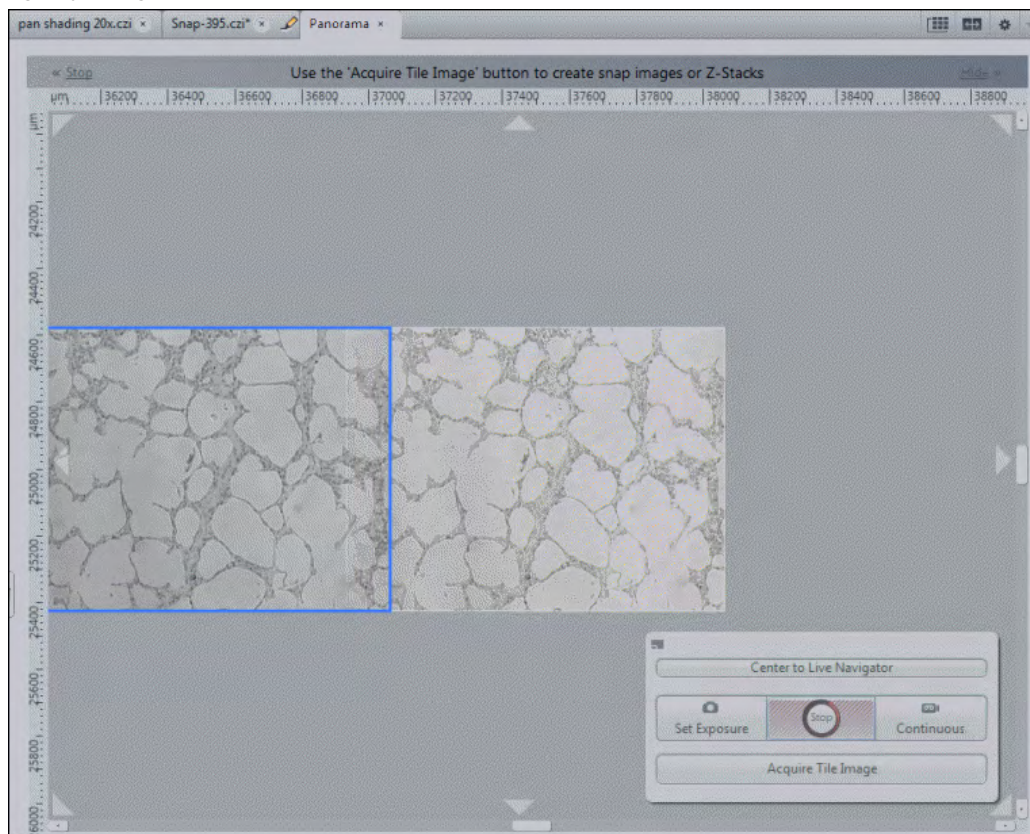 pan shading 20x.czi × Snap-395.czi* × Panorama ×
« Stop Use the 'Acquire Tile Image' button to create snap images or Z-Stacks Hide »
µm 36200 36400 36600 36800 37000 37200 37400 37600 37800 38000 38200 38400 38600 38800
µm
24200
24400
24600
24800
25000
25200
25400
25600
25800
26000
Center to Live Navigator
Set Exposure Stop Continuous
Acquire Tile Image